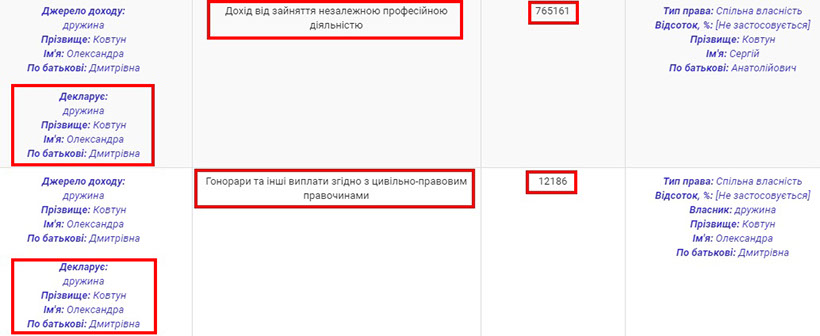 Джерело доходу:
дружина
Прізвище: Ковтун
Ім'я: Олександра
По батькові: Дмитрівна
Декларує:
дружина
Прізвище: Ковтун
Ім'я: Олександра
По батькові: Дмитрівна
Дохід від зайняття незалежною професійною
діяльністю
765161
Тип права: Спільна власність
Відсоток, %: [Не застосовується]
Прізвище: Ковтун
Ім'я: Сергій
По батькові: Анатолійович
Джерело доходу:
дружина
Прізвище: Ковтун
Ім'я: Олександра
По батькові: Дмитрівна
Декларує:
дружина
Прізвище: Ковтун
Ім'я: Олександра
По батькові: Дмитрівна
Гонорари та інші виплати згідно з цивільно-правовим
правочинами
12186
Тип права: Спільна власність
Відсоток, %: [Не застосовується]
Власник: дружина
Прізвище: Ковтун
Ім'я: Олександра
По батькові: Дмитрівна